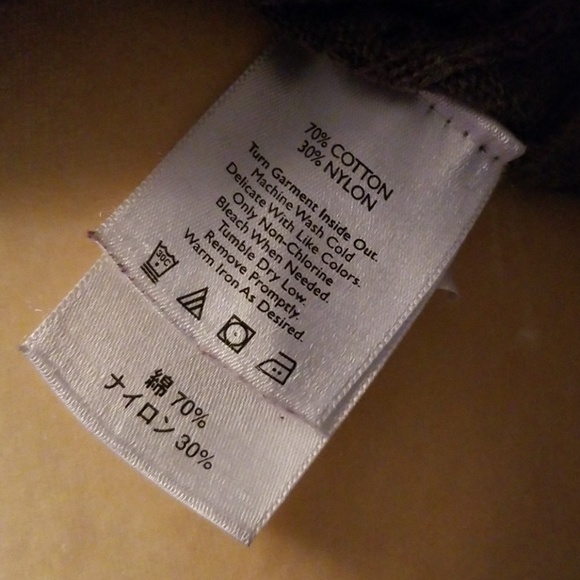 70% COTTON
30% NYLON
Turn Garment Inside Out.
Machine Wash Cold
Delicate With Like Colors.
Only Non-Chlorine
Bleach When Needed.
Tumble Dry Low.
Remove Promptly.
Warm Iron As Desired.
30C
綿 70%
ナイロン 30%